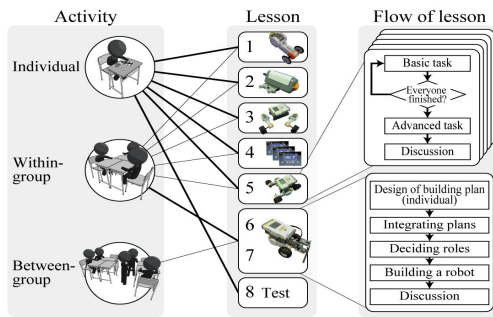 Activity
Lesson
Flow of lesson
Individual
Within-
group
Between-
group
1
2
3
4
5
6
7
8 Test
Basic task
Everyone
finished?
Advanced task
Discussion
Design of building plan
(individual)
Integrating plans
Deciding roles
Building a robot
Discussion